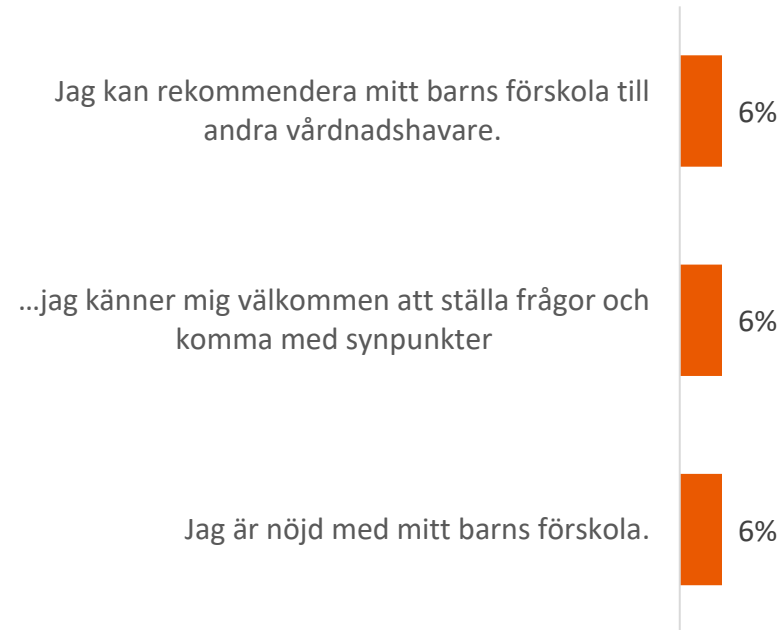 Jag kan rekommendera mitt barns förskola till
andra vårdnadshavare.
6%
...jag känner mig välkommen att ställa frågor och
komma med synpunkter
6%
Jag är nöjd med mitt barns förskola.
6%